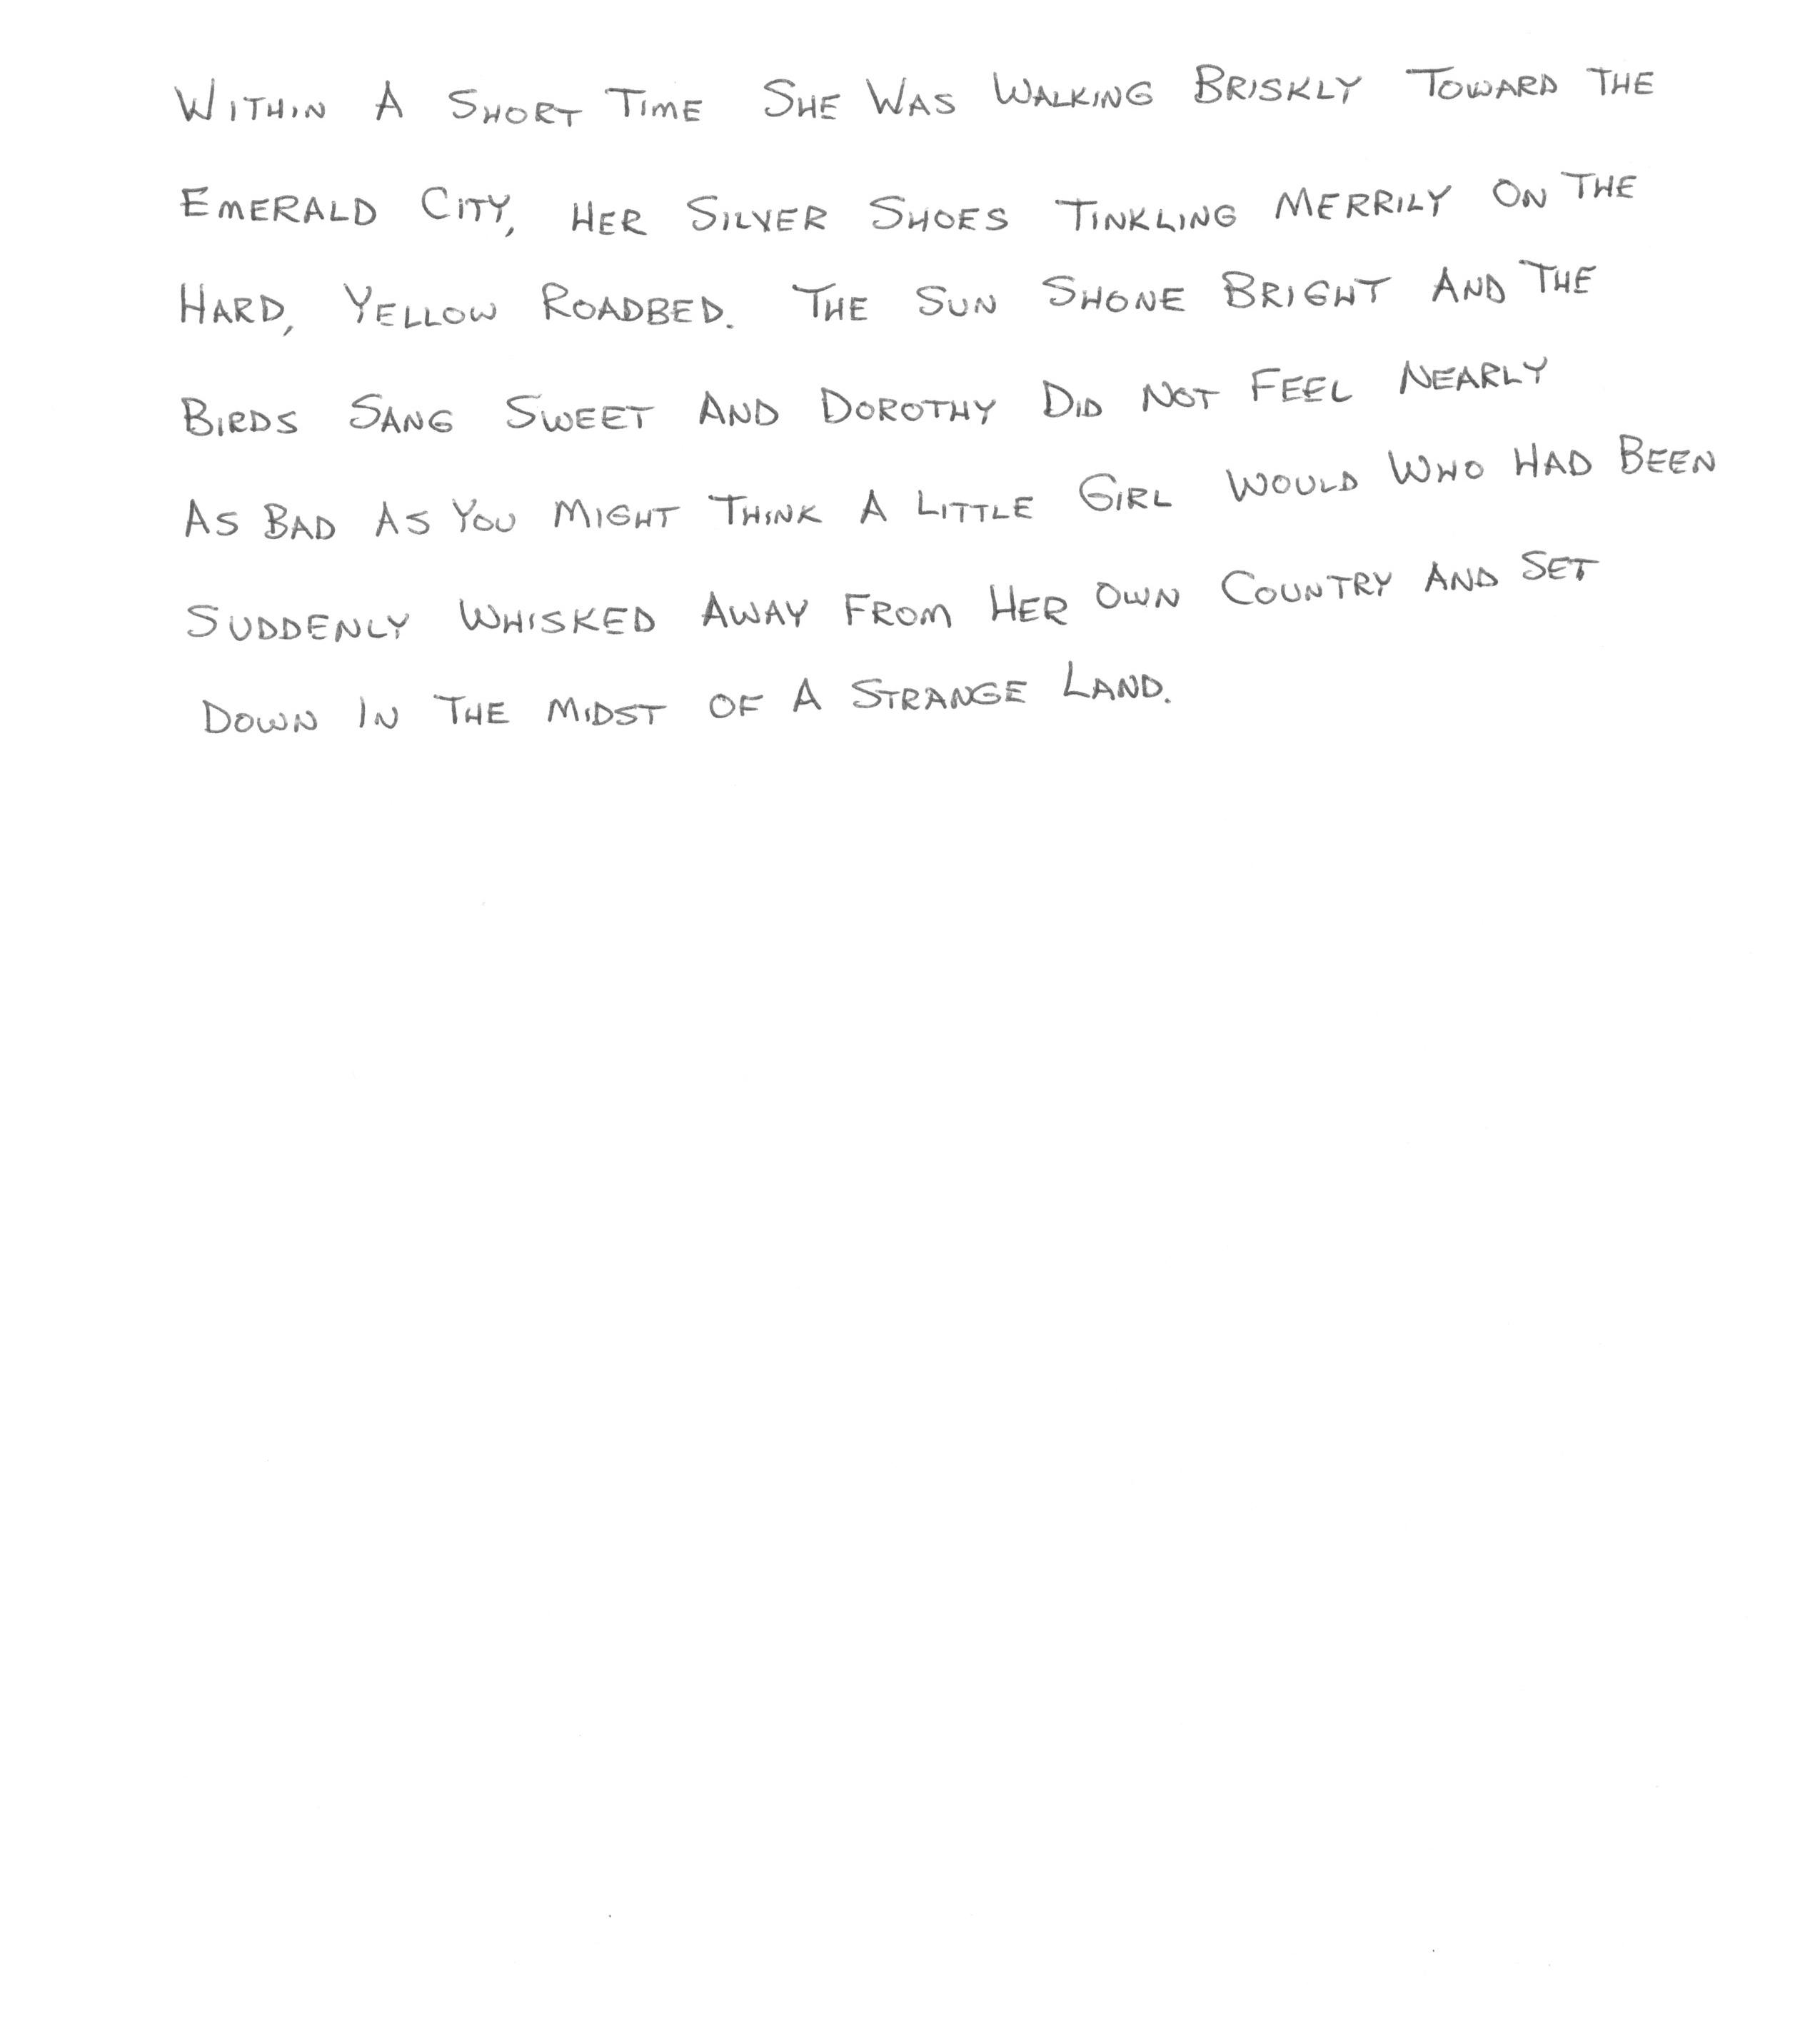 WITHIN A SHORT TIME SHE WAS WALKING BRISKLY TOWARD THE
EMERALD CITY, HER SILVER SHOES TINKLING MERRILY ON THE
HARD, YELLOW ROADBED. THE SUN SHONE BRIGHT AND THE
BIRDS SANG SWEET AND DOROTHY DID NOT FEEL NEARLY
AS BAD AS YOU MIGHT THINK A LITTLE GIRL WOULD WHO HAD BEEN
SUDDENLY WHISKED AWAY FROM HER OWN COUNTRY AND SET
DOWN IN THE MIDST OF A STRANGE LAND.